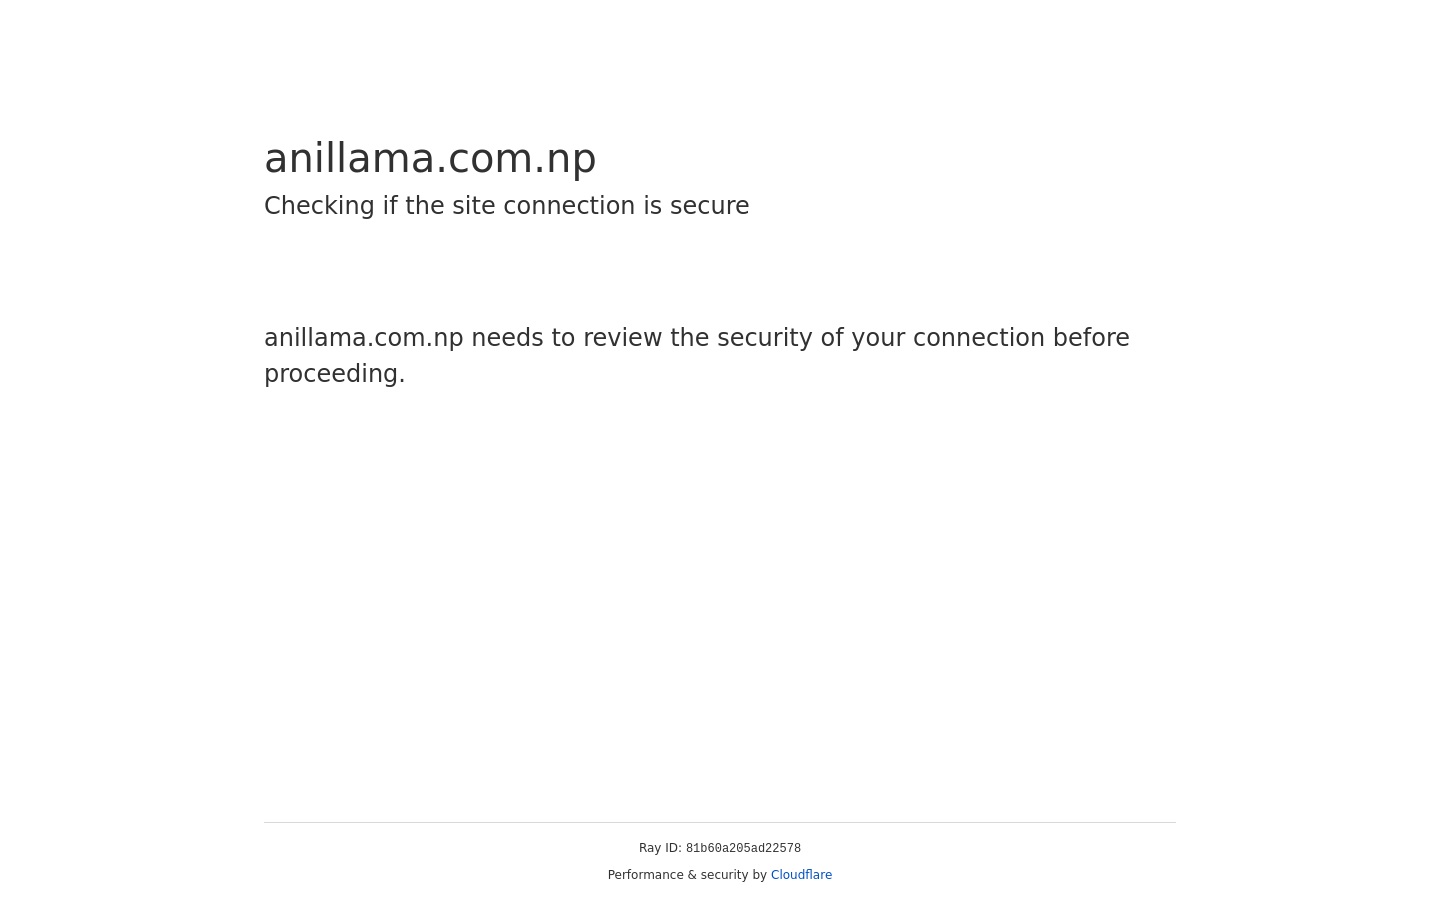 anillama.com.np
Checking if the site connection is secure
anillama.com.np needs to review the security of your connection before
proceeding.
Ray ID: 81b60a205ad22578
Performance & security by Cloudflare